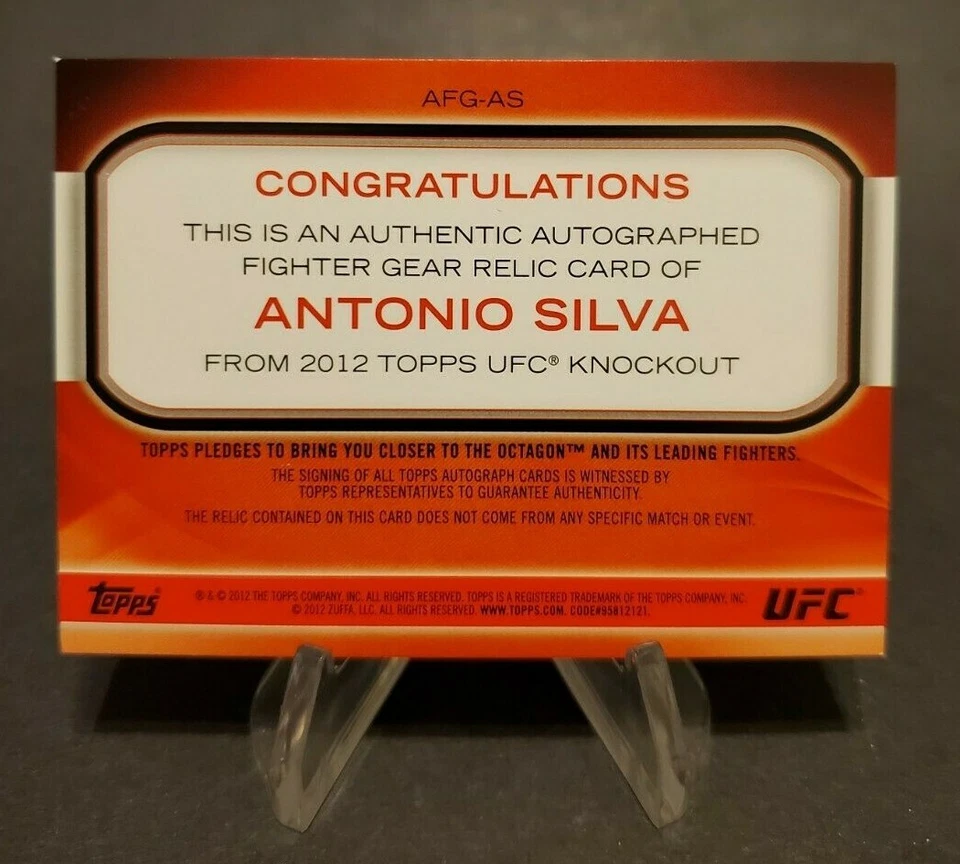 AFG-AS
CONGRATULATIONS
THIS IS AN AUTHENTIC AUTOGRAPHED
FIGHTER GEAR RELIC CARD OF
ANTONIO SILVA
FROM 2012 TOPPS UFC® KNOCKOUT
TOPPS PLEDGES TO BRING YOU CLOSER TO THE OCTAGON™ AND ITS LEADING FIGHTERS.
THE SIGNING OF ALL TOPPS AUTOGRAPH CARDS IS WITNESSED BY
TOPPS REPRESENTATIVES TO GUARANTEE AUTHENTICITY.
THE RELIC CONTAINED ON THIS CARD DOES NOT COME FROM ANY SPECIFIC MATCH OR EVENT.
Topps
® & © 2012 THE TOPPS COMPANY, INC. ALL RIGHTS RESERVED. TOPPS IS A REGISTERED TRADEMARK OF THE TOPPS COMPANY, INC.
© 2012 ZUFFA, LLC. ALL RIGHTS RESERVED. WWW.TOPPS.COM. CODE#95812121.
UFC®